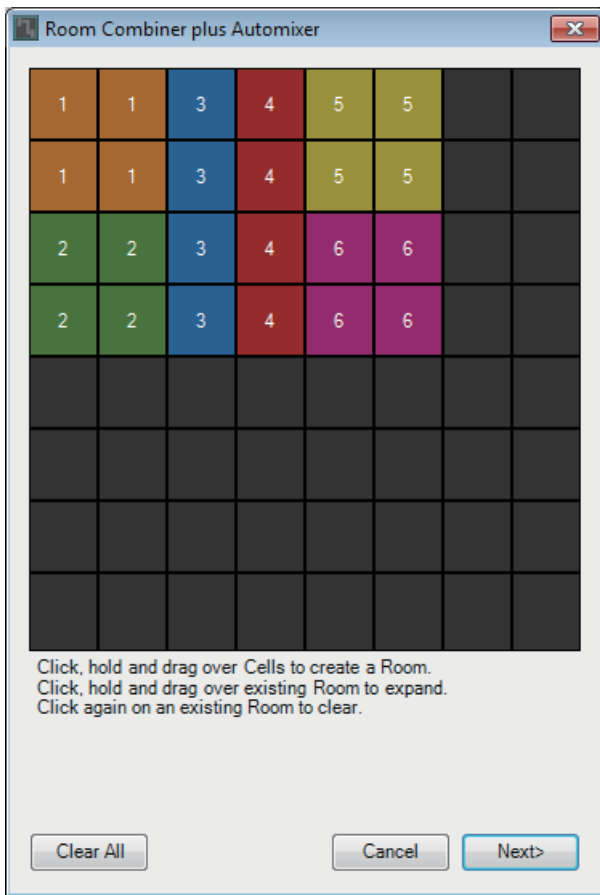 Room Combiner plus Automixer
1 1 3 4 5 5
1 1 3 4 5 5
2 2 3 4 6 6
2 2 3 4 6 6
Click, hold and drag over Cells to create a Room.
Click, hold and drag over existing Room to expand.
Click again on an existing Room to clear.
Clear All Cancel Next>